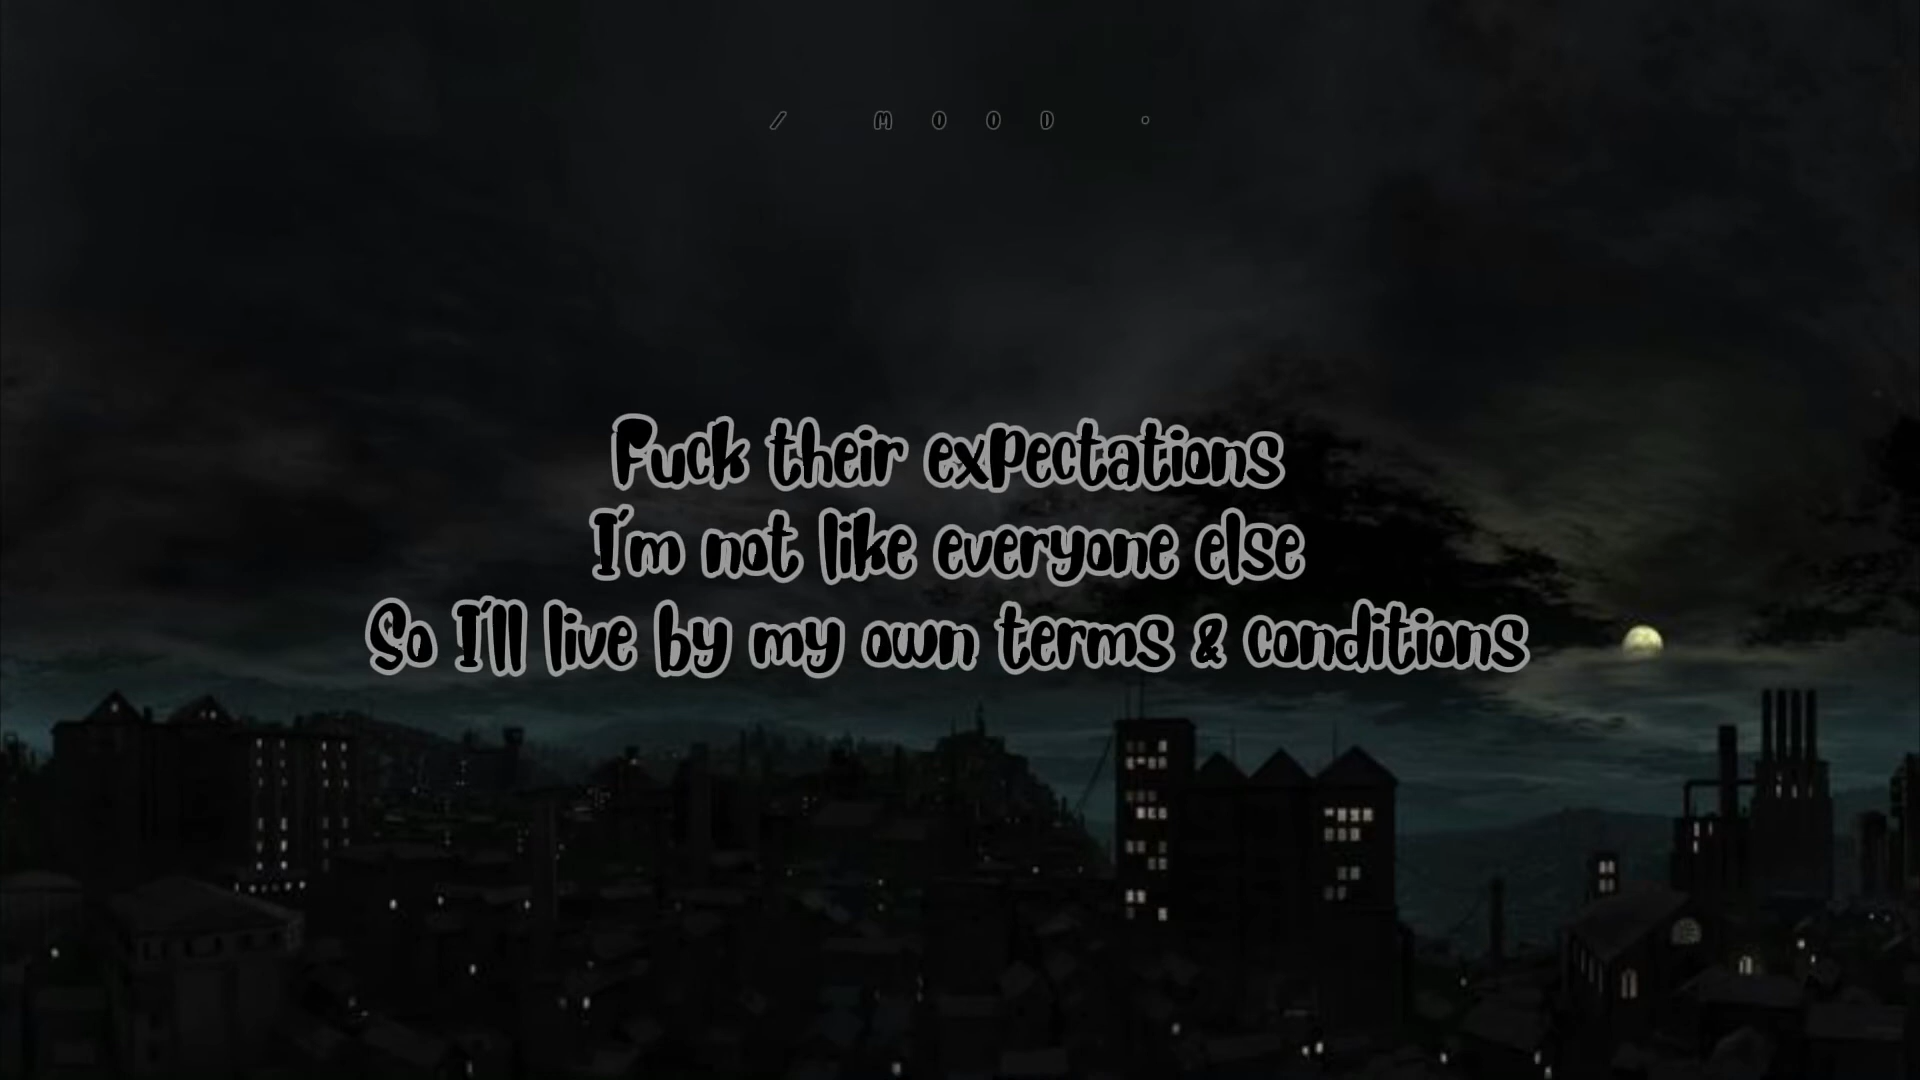 / MOOD •
Fuck their expectations
I'm not like everyone else
So I'll live by my own terms & conditions